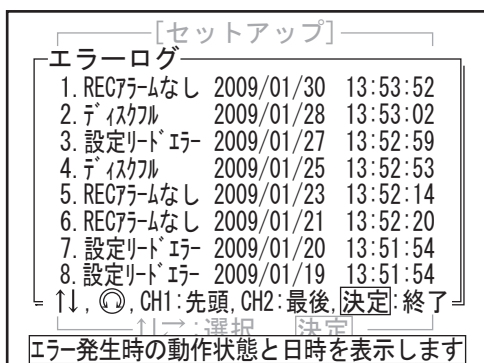 [セットアップ]
エラーログ
1. RECｱﾗｰﾑなし 2009/01/30 13:53:52
2. ﾃﾞｨｽｸﾌﾙ 2009/01/28 13:53:02
3. 設定ﾘｰﾄﾞｴﾗｰ 2009/01/27 13:52:59
4. ﾃﾞｨｽｸﾌﾙ 2009/01/25 13:52:53
5. RECｱﾗｰﾑなし 2009/01/23 13:52:14
6. RECｱﾗｰﾑなし 2009/01/21 13:52:20
7. 設定ﾘｰﾄﾞｴﾗｰ 2009/01/20 13:51:54
8. 設定ﾘｰﾄﾞｴﾗｰ 2009/01/19 13:51:54
↑↓, , CH1:先頭, CH2:最後, 決定:終了
↑↓→:選択 決定
ｴﾗｰ発生時の動作状態と日時を表示します